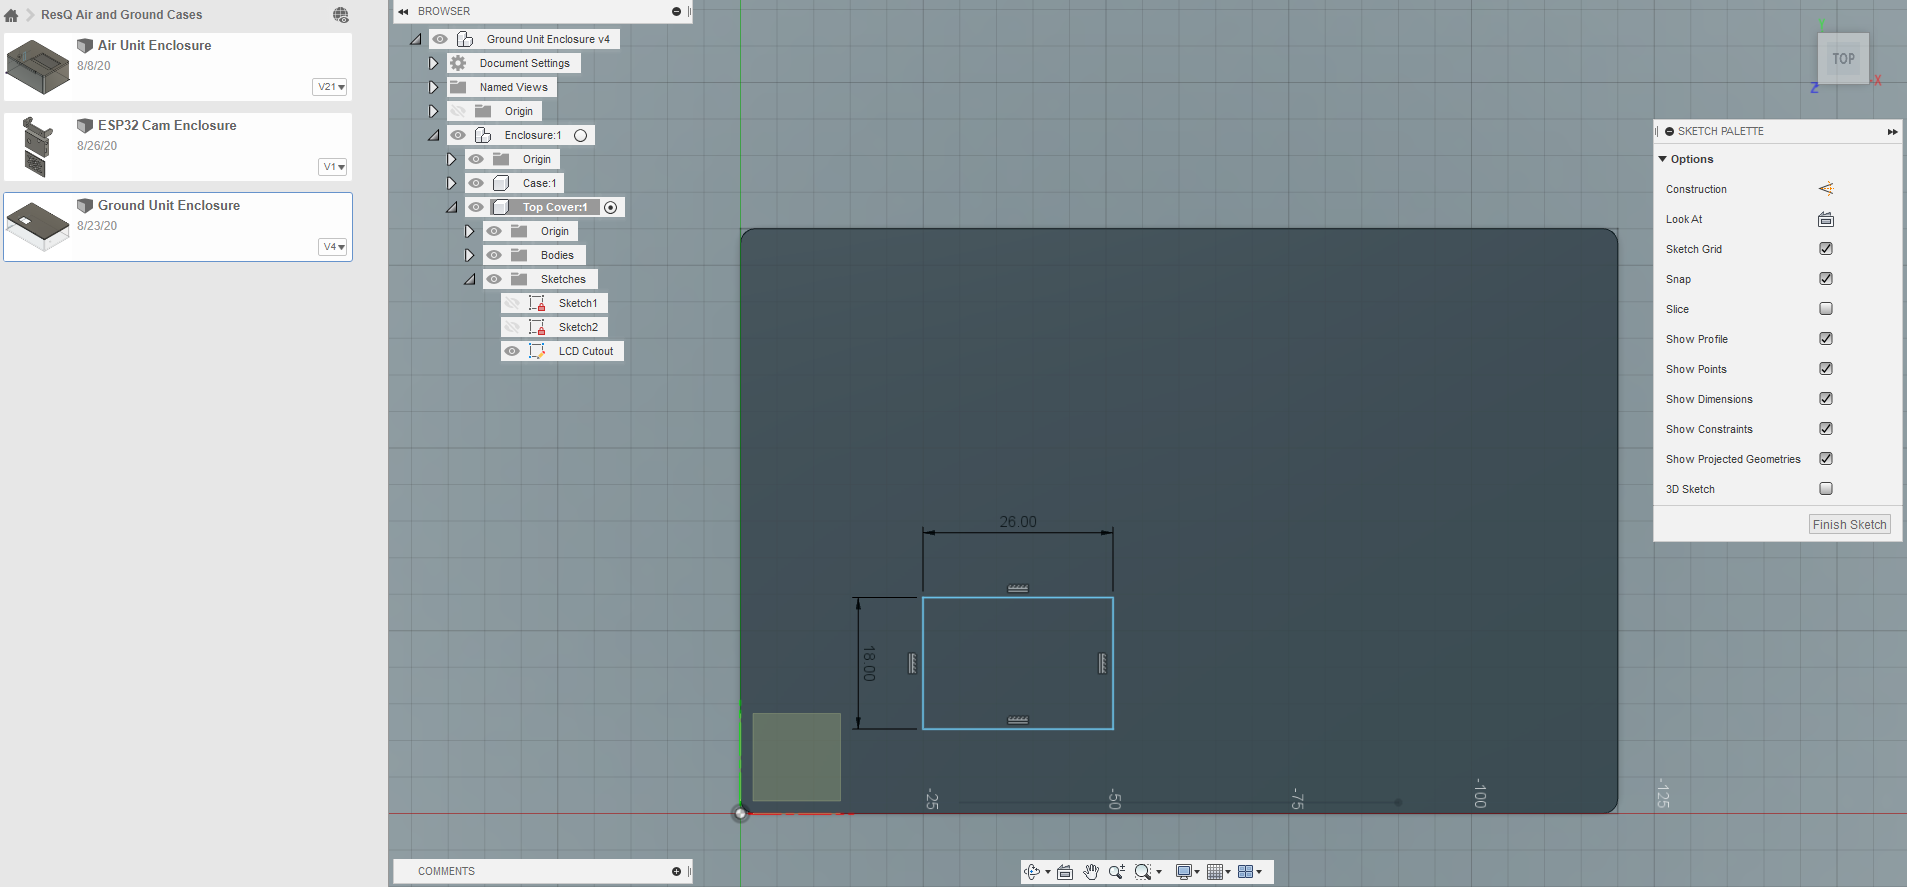 ResQ Air and Ground Cases
Air Unit Enclosure
8/8/20
V21
ESP32 Cam Enclosure
8/26/20
V1
Ground Unit Enclosure
8/23/20
V4
BROWSER
Ground Unit Enclosure v4
Document Settings
Named Views
Origin
Enclosure:1
Origin
Case:1
Top Cover:1
Origin
Bodies
Sketches
Sketch1
Sketch2
LCD Cutout
COMMENTS
26.00
18.00
-25
-50
-75
-100
-125
TOP
Z
X
SKETCH PALETTE
Options
Construction
Look At
Sketch Grid
Snap
Slice
Show Profile
Show Points
Show Dimensions
Show Constraints
Show Projected Geometries
3D Sketch
Finish Sketch